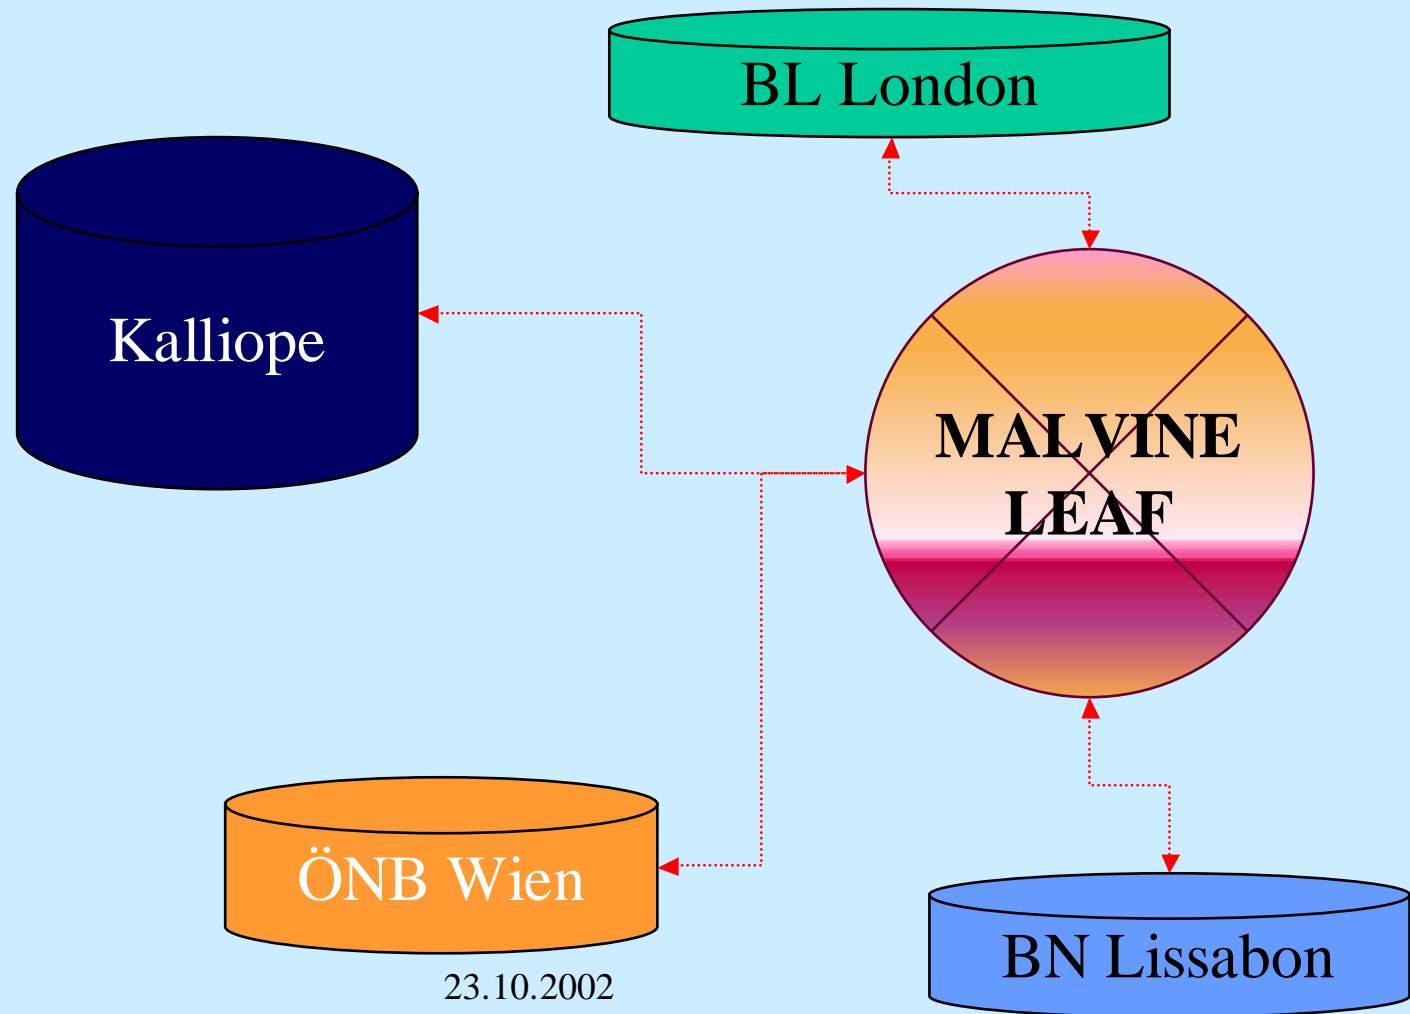 BL London
Kalliope
MALVINE
LEAF
ÖNB Wien
BN Lissabon
23.10.2002